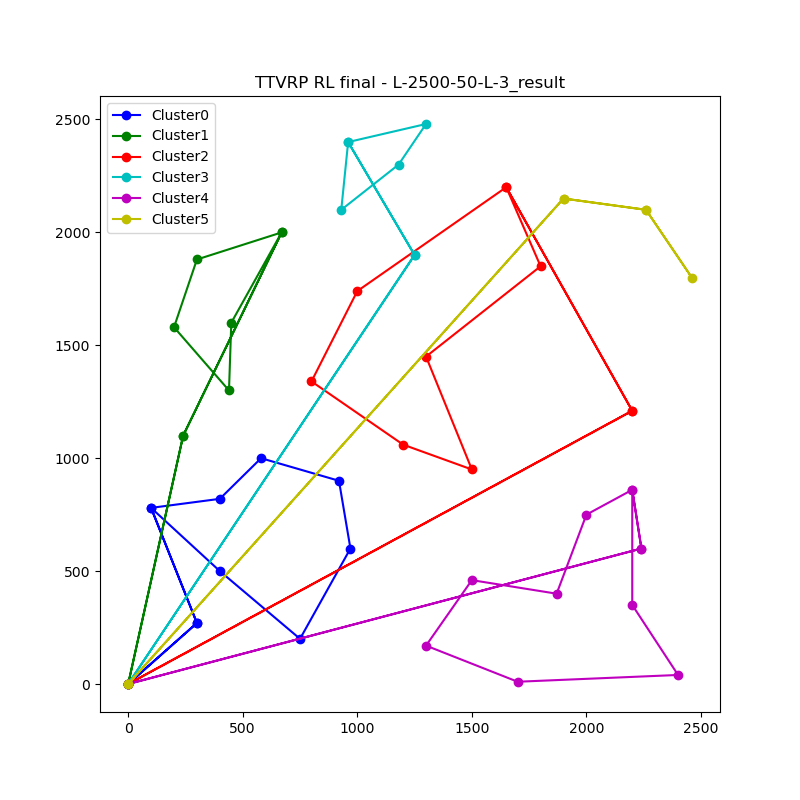 TTVRP RL final - L-2500-50-L-3_result
Cluster0
Cluster1
Cluster2
Cluster3
Cluster4
Cluster5
2500
2000
1500
1000
500
0
0 500 1000 1500 2000 2500